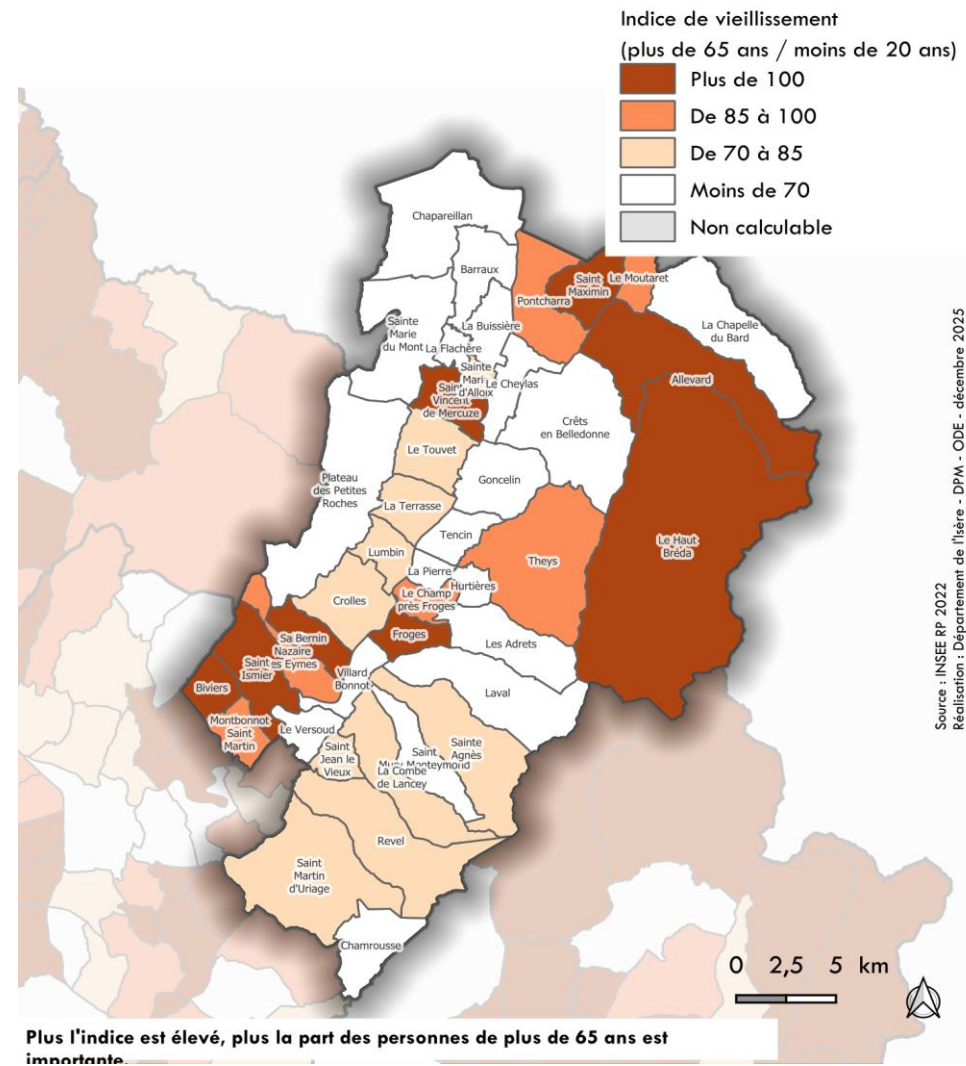 Indice de vieillissement
(plus de 65 ans / moins de 20 ans)
Plus de 100
De 85 à 100
De 70 à 85
Moins de 70
Non calculable
Chapareillan
Barraux
Pontcharra
Saint
Maximin
Le Moutaret
La Chapelle
du Bard
La Buissière
Sainte
Marie
du Mont
La Flachère
Sainte
d'Alloix
Le Cheylas
Vincent
de Mercuze
Allevard
Crêts
en Belledonne
Le Touvet
Goncelin
Plateau
des Petites
Roches
La Terrasse
Tencin
Le Haut
Bréda
Lumbin
Theys
La Pierre
Hurtières
Crolles
Le Champ
près Froges
Froges
Les Adrets
Bernin
Nazaire
Saint
Ismier
Eymes
Villard
Bonnot
Laval
Biviers
Montbonnot
Saint
Martin
Le Versoud
Saint
Jean le
Vieux
Saint
Monteymond
Sainte
Agnès
La Combe
de Lancey
Revel
Saint
Martin
d'Uriage
Chamrousse
0 2,5 5 km
Source : INSEE RP 2022
Réalisation : Département de l'Isère - DPM - ODE - décembre 2025
Plus l'indice est élevé, plus la part des personnes de plus de 65 ans est
importante.